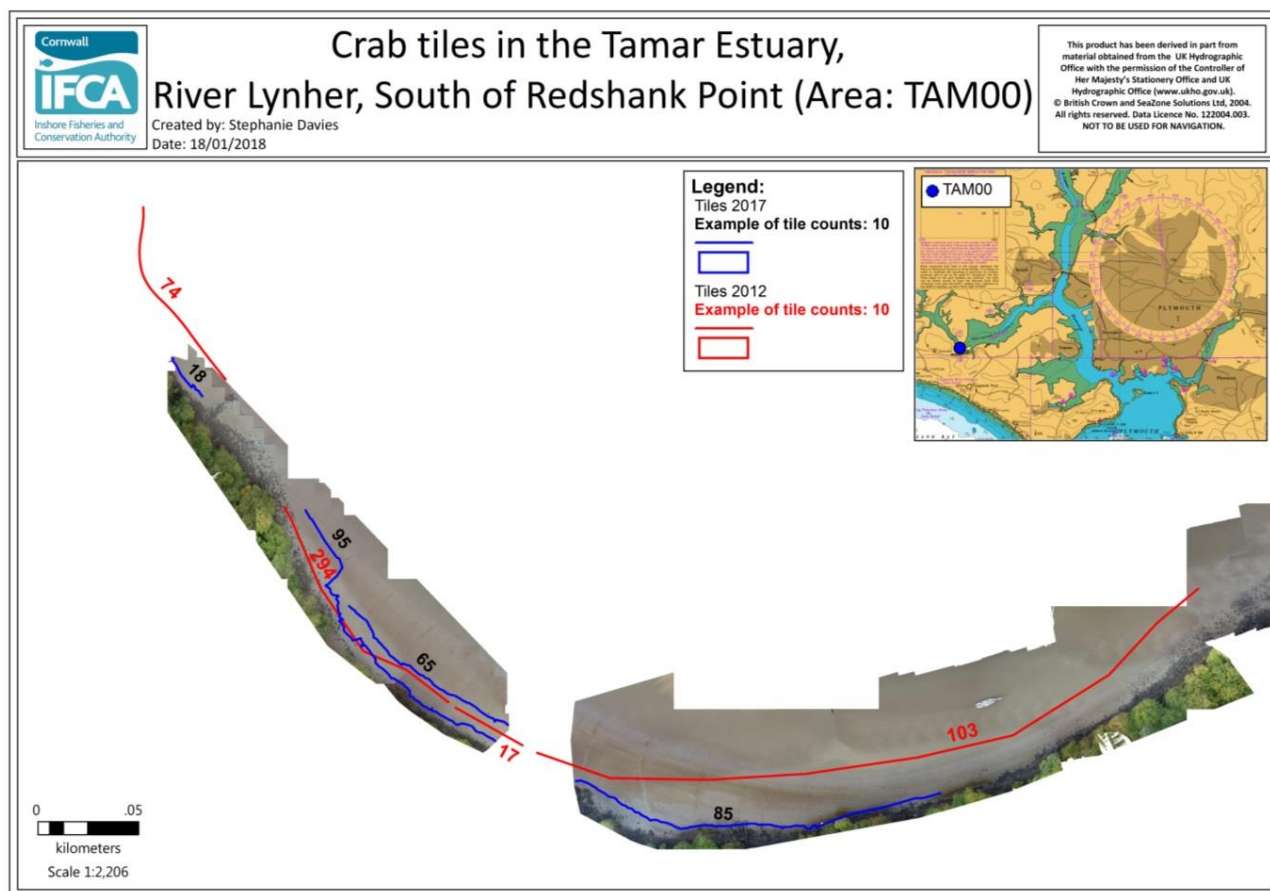 Cornwall
IFCA
Inshore Fisheries and
Conservation Authority
Crab tiles in the Tamar Estuary,
River Lynher, South of Redshank Point (Area: TAM00)
Created by: Stephanie Davies
Date: 18/01/2018
This product has been derived in part from
material obtained from the UK Hydrographic
Office with the permission of the Controller of
Her Majesty's Stationery Office and UK
Hydrographic Office (www.ukho.gov.uk).
© British Crown and SeaZone Solutions Ltd, 2004.
All rights reserved. Data Licence No. 122004.003.
NOT TO BE USED FOR NAVIGATION.
Legend:
Tiles 2017
Example of tile counts: 10
Tiles 2012
Example of tile counts: 10
TAM00
PLYMOUTH
PLYMOUTH
74
18
95
294
65
17
103
85
0 .05
kilometers
Scale 1:2,206